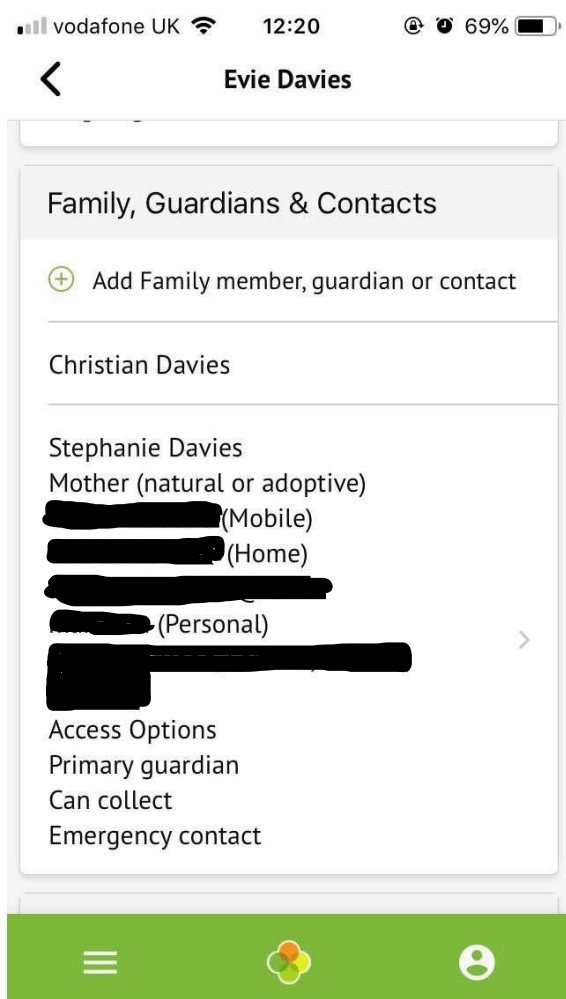 vodafone UK 12:20 69%
Evie Davies
Family, Guardians & Contacts
Add Family member, guardian or contact
Christian Davies
Stephanie Davies
Mother (natural or adoptive)
(Mobile)
(Home)
(Personal)
Access Options
Primary guardian
Can collect
Emergency contact